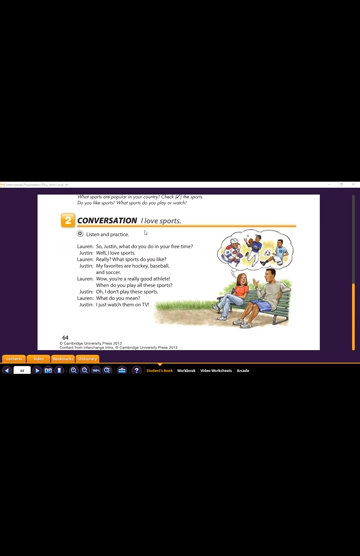 What sports are popular in your country? Check (✓) the sports.
Do you like sports? What sports do you play or watch?
2 CONVERSATION I love sports.
Listen and practice.
Lauren: So, Justin, what do you do in your free time?
Justin: Well, I love sports.
Lauren: Really? What sports do you like?
Justin: My favorites are hockey, baseball,
and soccer.
Lauren: Wow, you're a really good athlete!
When do you play all these sports?
Justin: Oh, I don't play these sports.
Lauren: What do you mean?
Justin: I just watch them on TV!
64
© Cambridge University Press 2013
Content from Interchange Intro, © Cambridge University Press 2013
Contents Index Bookmarks Dictionary
64 100% ? Student's Book Workbook Video Worksheets Arcade